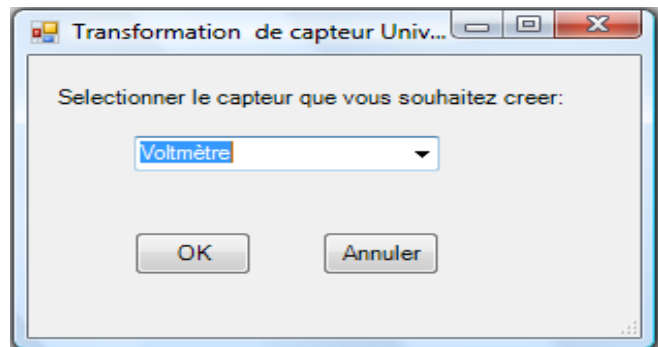 Transformation de capteur Univ...
Selectionner le capteur que vous souhaitez creer:
Voltmètre
OK
Annuler